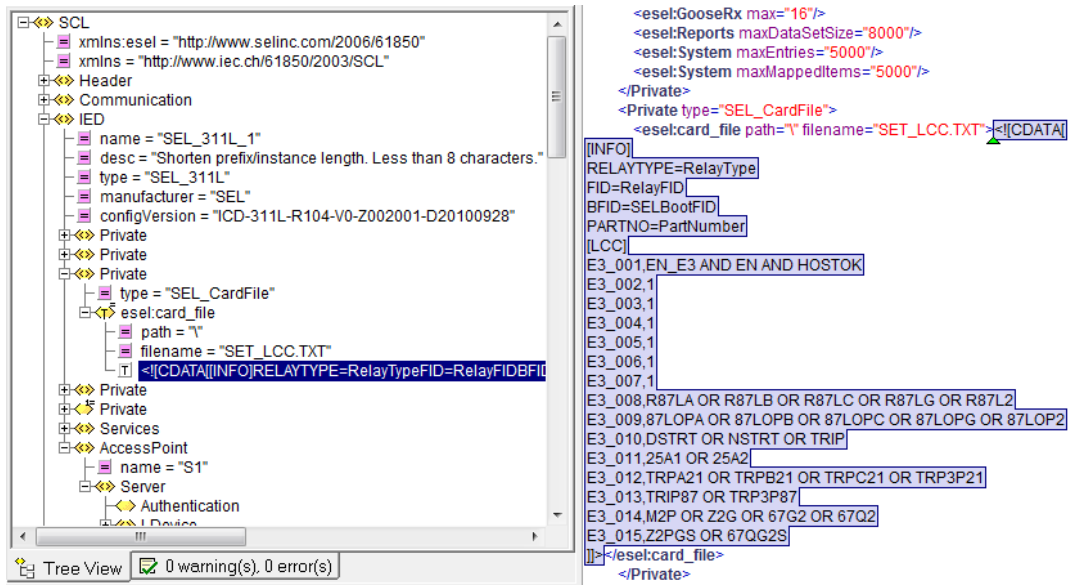 SCL
xmlns:esel = "http://www.selinc.com/2006/61850"
xmlns = "http://www.iec.ch/61850/2003/SCL"
Header
Communication
IED
name = "SEL_311L_1"
desc = "Shorten prefix/instance length. Less than 8 characters."
type = "SEL_311L"
manufacturer = "SEL"
configVersion = "ICD-311L-R104-V0-Z002001-D20100928"
Private
Private
Private
type = "SEL_CardFile"
esel:card_file
path = "\"
filename = "SET_LCC.TXT"
T <![CDATA[[INFO]RELAYTYPE=RelayTypeFID=RelayFIDBFID
Private
Private
Services
AccessPoint
name = "S1"
Server
Authentication
LDevice
Tree View
0 warning(s), 0 error(s)
<esel:GooseRx max="16"/>
<esel:Reports maxDataSetSize="8000"/>
<esel:System maxEntries="5000"/>
<esel:System maxMappedItems="5000"/>
</Private>
<Private type="SEL_CardFile">
<esel:card_file path="\" filename="SET_LCC.TXT"><![CDATA[
[INFO]
RELAYTYPE=RelayType
FID=RelayFID
BFID=SELBootFID
PARTNO=PartNumber
[LCC]
E3_001,EN_E3 AND EN AND HOSTOK
E3_002,1
E3_003,1
E3_004,1
E3_005,1
E3_006,1
E3_007,1
E3_008,R87LA OR R87LB OR R87LC OR R87LG OR R87L2
E3_009,87LOPA OR 87LOPB OR 87LOPC OR 87LOPG OR 87LOP2
E3_010,DSTRT OR NSTRT OR TRIP
E3_011,25A1 OR 25A2
E3_012,TRPA21 OR TRPB21 OR TRPC21 OR TRP3P21
E3_013,TRIP87 OR TRP3P87
E3_014,M2P OR Z2G OR 67G2 OR 67Q2
E3_015,Z2PGS OR 67QG2S
]]></esel:card_file>
</Private>